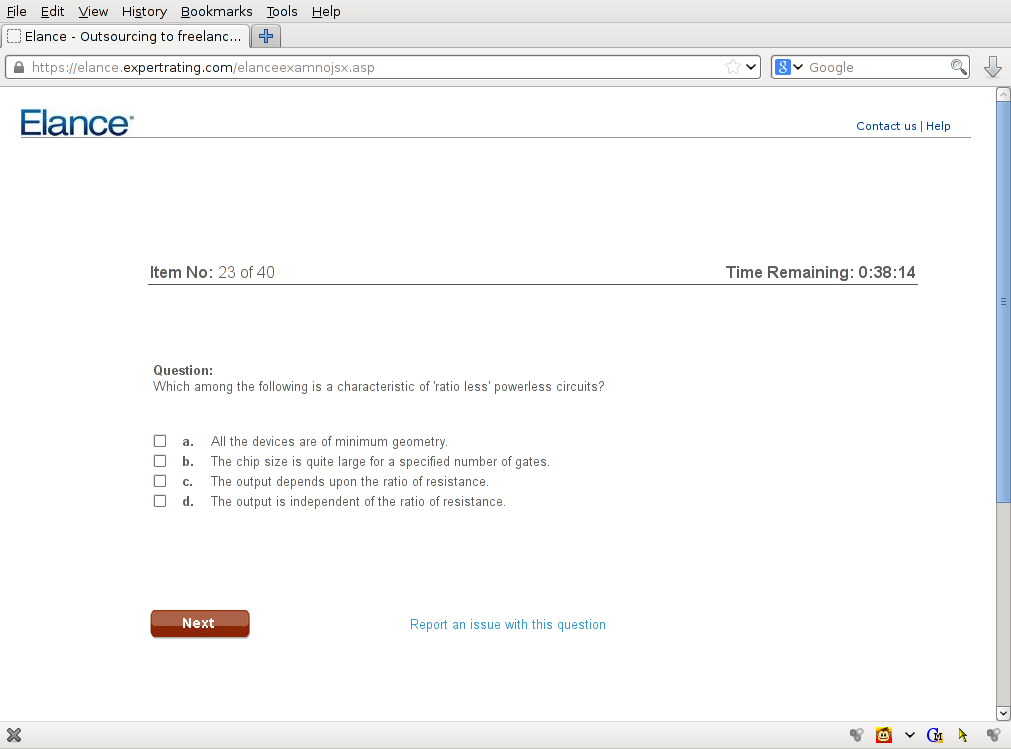 File Edit View History Bookmarks Tools Help
Elance - Outsourcing to freelanc...
https://elance.expertrating.com/elanceexamnojsx.asp
8 Google
Elance
Contact us | Help
Item No: 23 of 40
Time Remaining: 0:38:14
Question:
Which among the following is a characteristic of 'ratio less' powerless circuits?
a. All the devices are of minimum geometry.
b. The chip size is quite large for a specified number of gates.
c. The output depends upon the ratio of resistance.
d. The output is independent of the ratio of resistance.
Next
Report an issue with this question